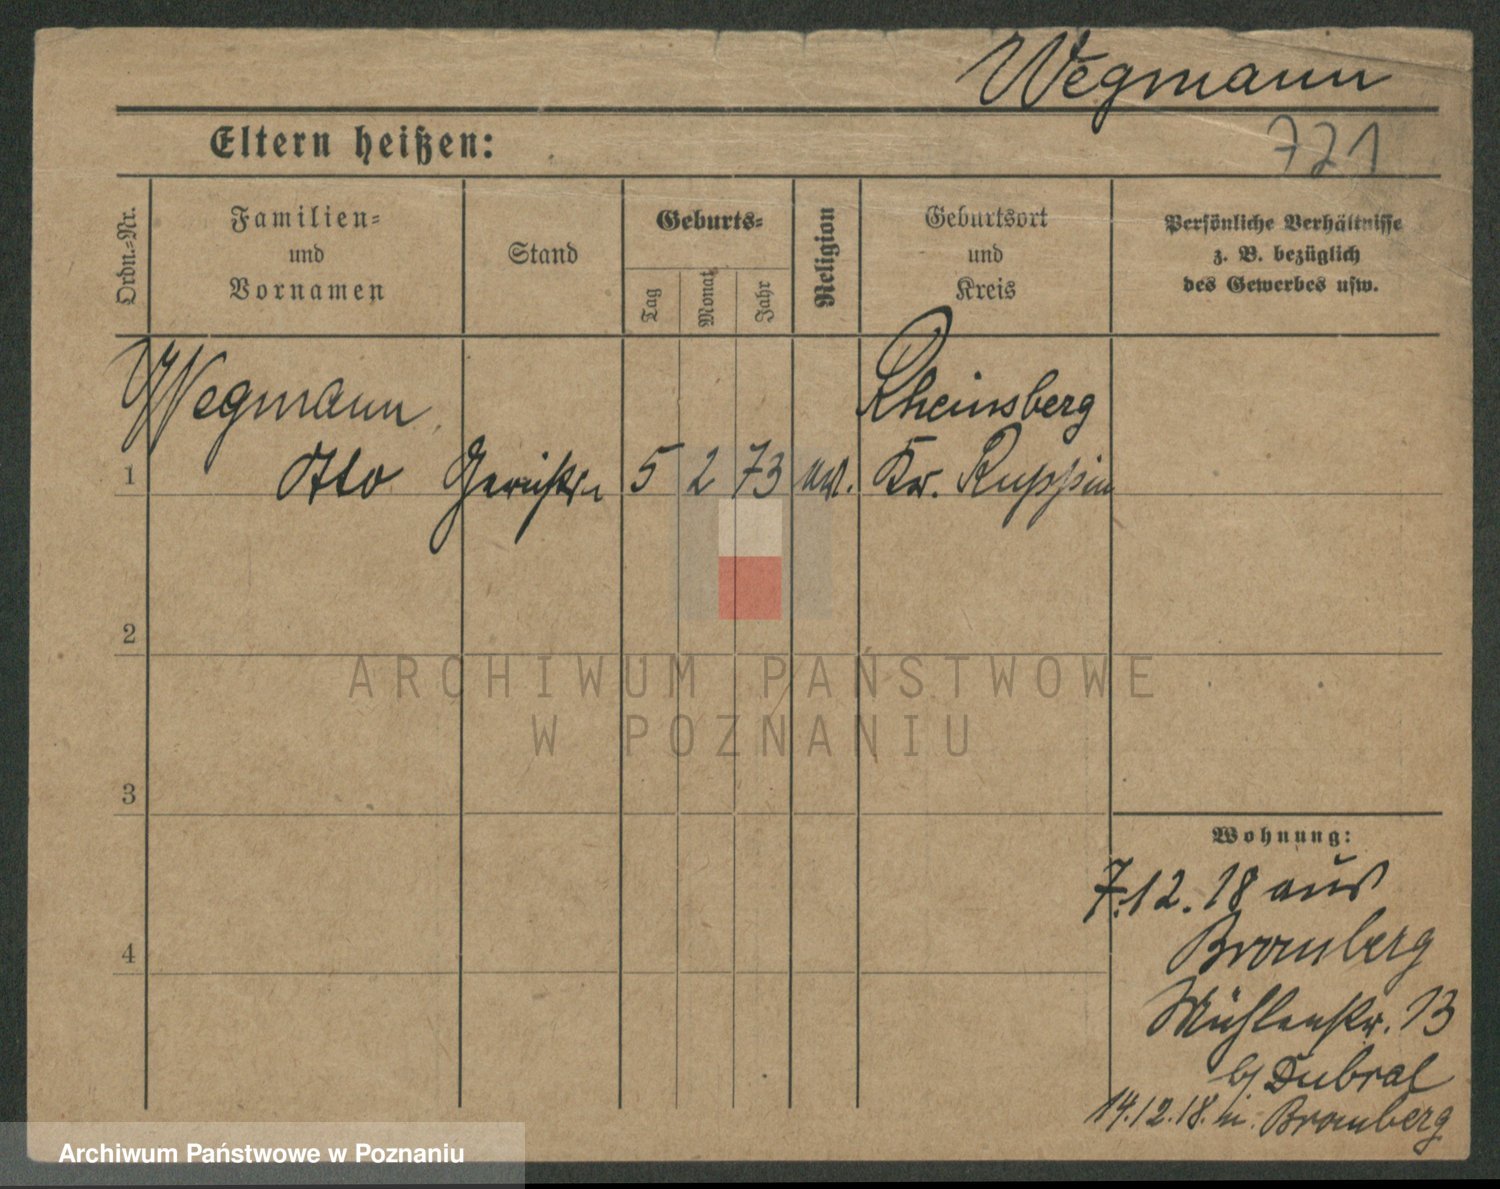 Wegmann
Eltern heißen:
721
Ordn.=Nr.
Familien=
und
Vornamen
Stand
Geburts=
Tag
Monat
Jahr
Religion
Geburtsort
und
Kreis
Persönliche Verhältnisse
z. B. bezüglich
des Gewerbes usw.
Wegmann,
Rheinsberg
1 Otto 5 2 73 Kr. Ruppin
2
3
4
Wohnung:
7.12.18 aus
Bromberg
Mühlenstr. 13
b/ Dubral
14.12.18. n. Bromberg
ARCHIWUM PAŃSTWOWE
W POZNANIU
Archiwum Państwowe w Poznaniu